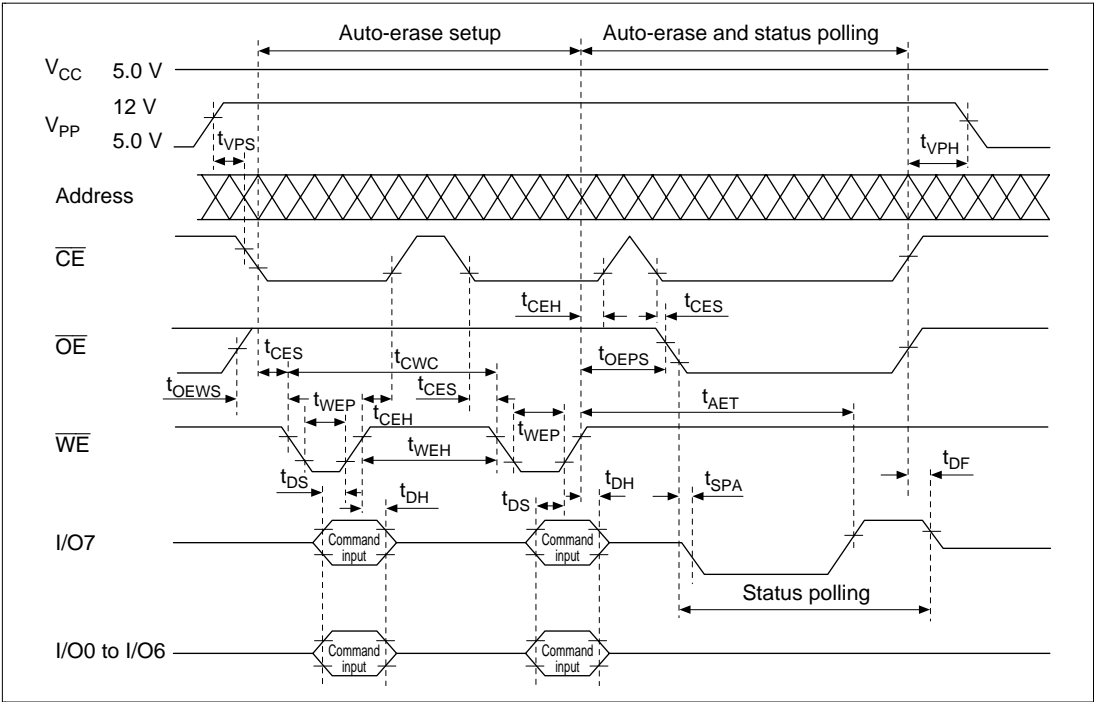 Auto-erase setup
Auto-erase and status polling
VCC 5.0 V
12 V
VPP
5.0 V
tVPS
tVPH
Address
CE
tCEH
tCES
OE
tCES
tCWC
tOEPS
tOEWS
tWEP
tCES
tAET
tCEH
tWEP
WE
tWEH
tDF
tDS
tDH
tDS
tDH
tSPA
I/O7
Command
input
Command
input
Status polling
I/O0 to I/O6
Command
input
Command
input